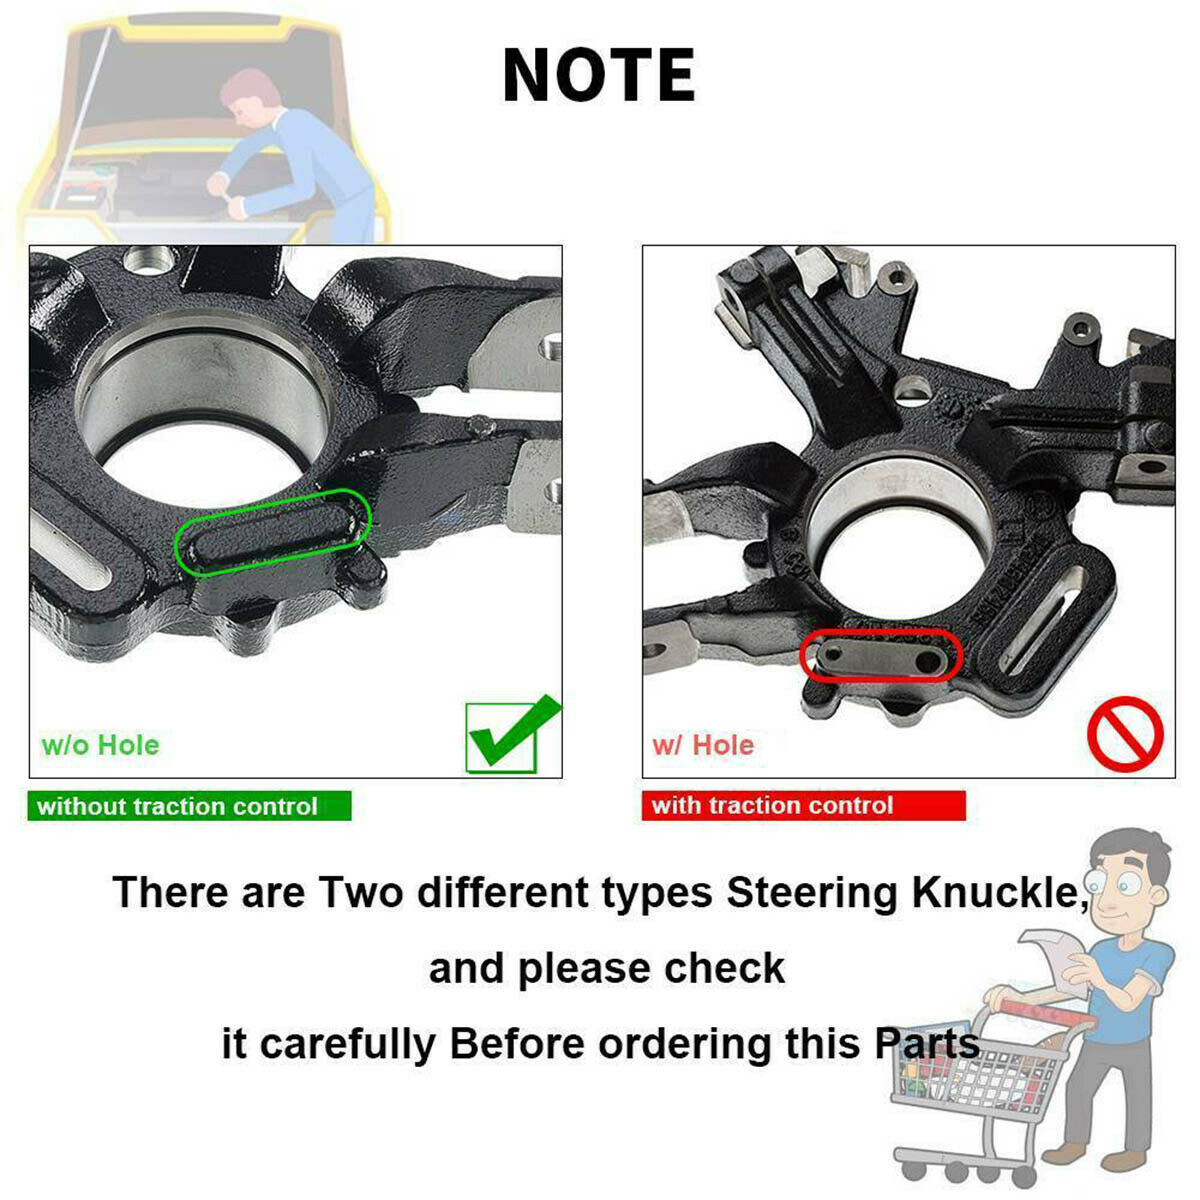 NOTE
w/o Hole
w/ Hole
without traction control
with traction control
There are Two different types Steering Knuckle,
and please check
it carefully Before ordering this Parts